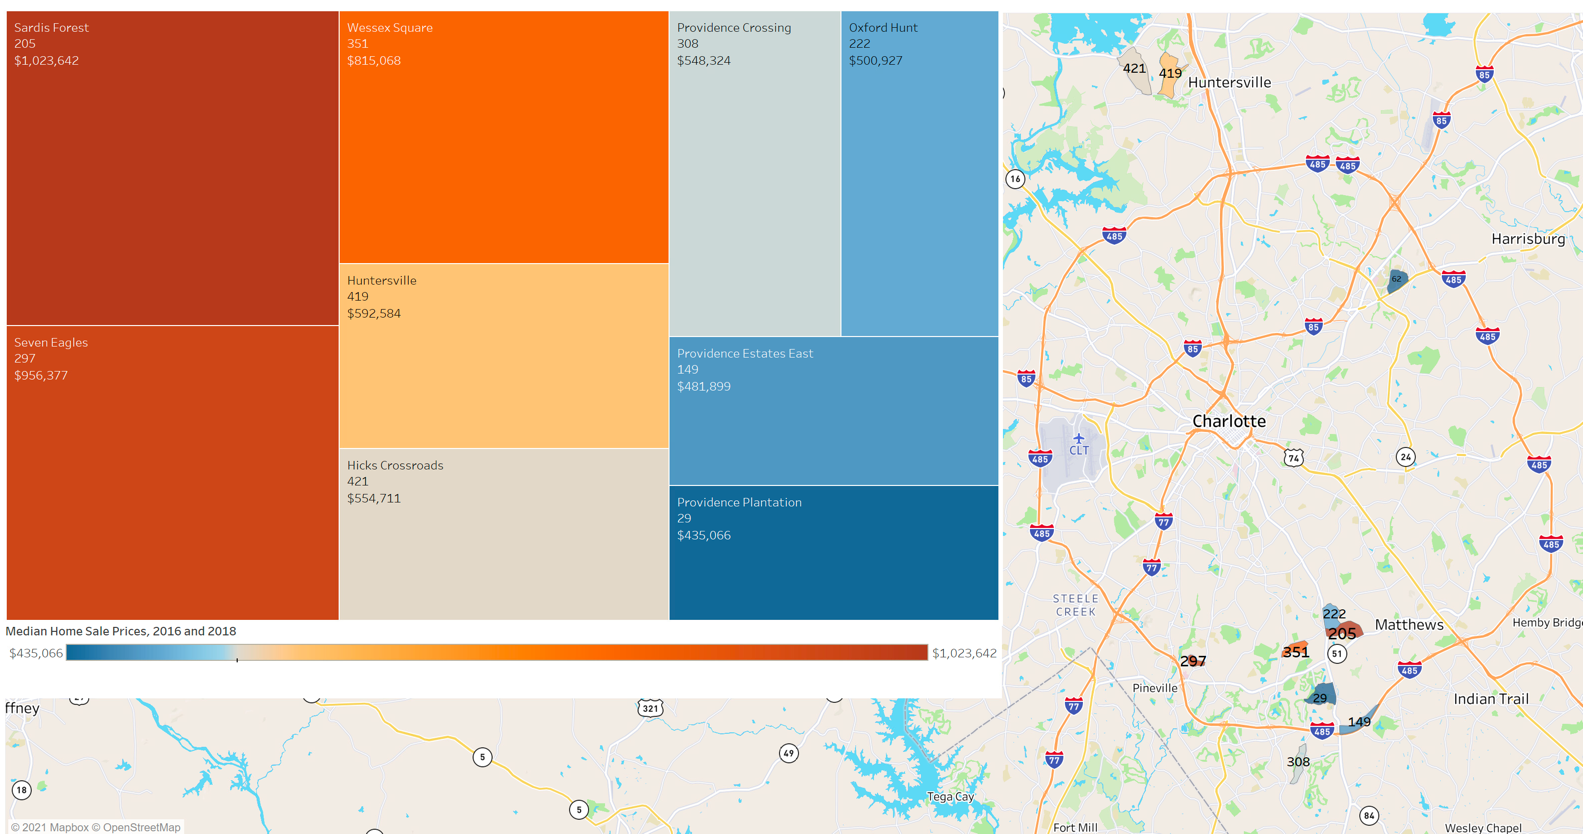 Sardis Forest
205
$1,023,642
Wessex Square
351
$815,068
Providence Crossing
308
$548,324
Oxford Hunt
222
$500,927
Huntersville
419
$592,584
Seven Eagles
297
$956,377
Providence Estates East
149
$481,899
Hicks Crossroads
421
$554,711
Providence Plantation
29
$435,066
Median Home Sale Prices, 2016 and 2018
$435,066
$1,023,642
421
419
Huntersville
85
85
485
485
16
485
Harrisburg
62
485
85
485
85
85
Charlotte
CLT
485
74
24
485
77
485
485
77
STEELE
CREEK
222
205
Matthews
Hemby Bridge
351
51
297
485
Pineville
29
Indian Trail
77
149
485
77
308
84
Fort Mill
Wesley Chapel
ffney
321
5
49
18
Tega Cay
5
© 2021 Mapbox © OpenStreetMap